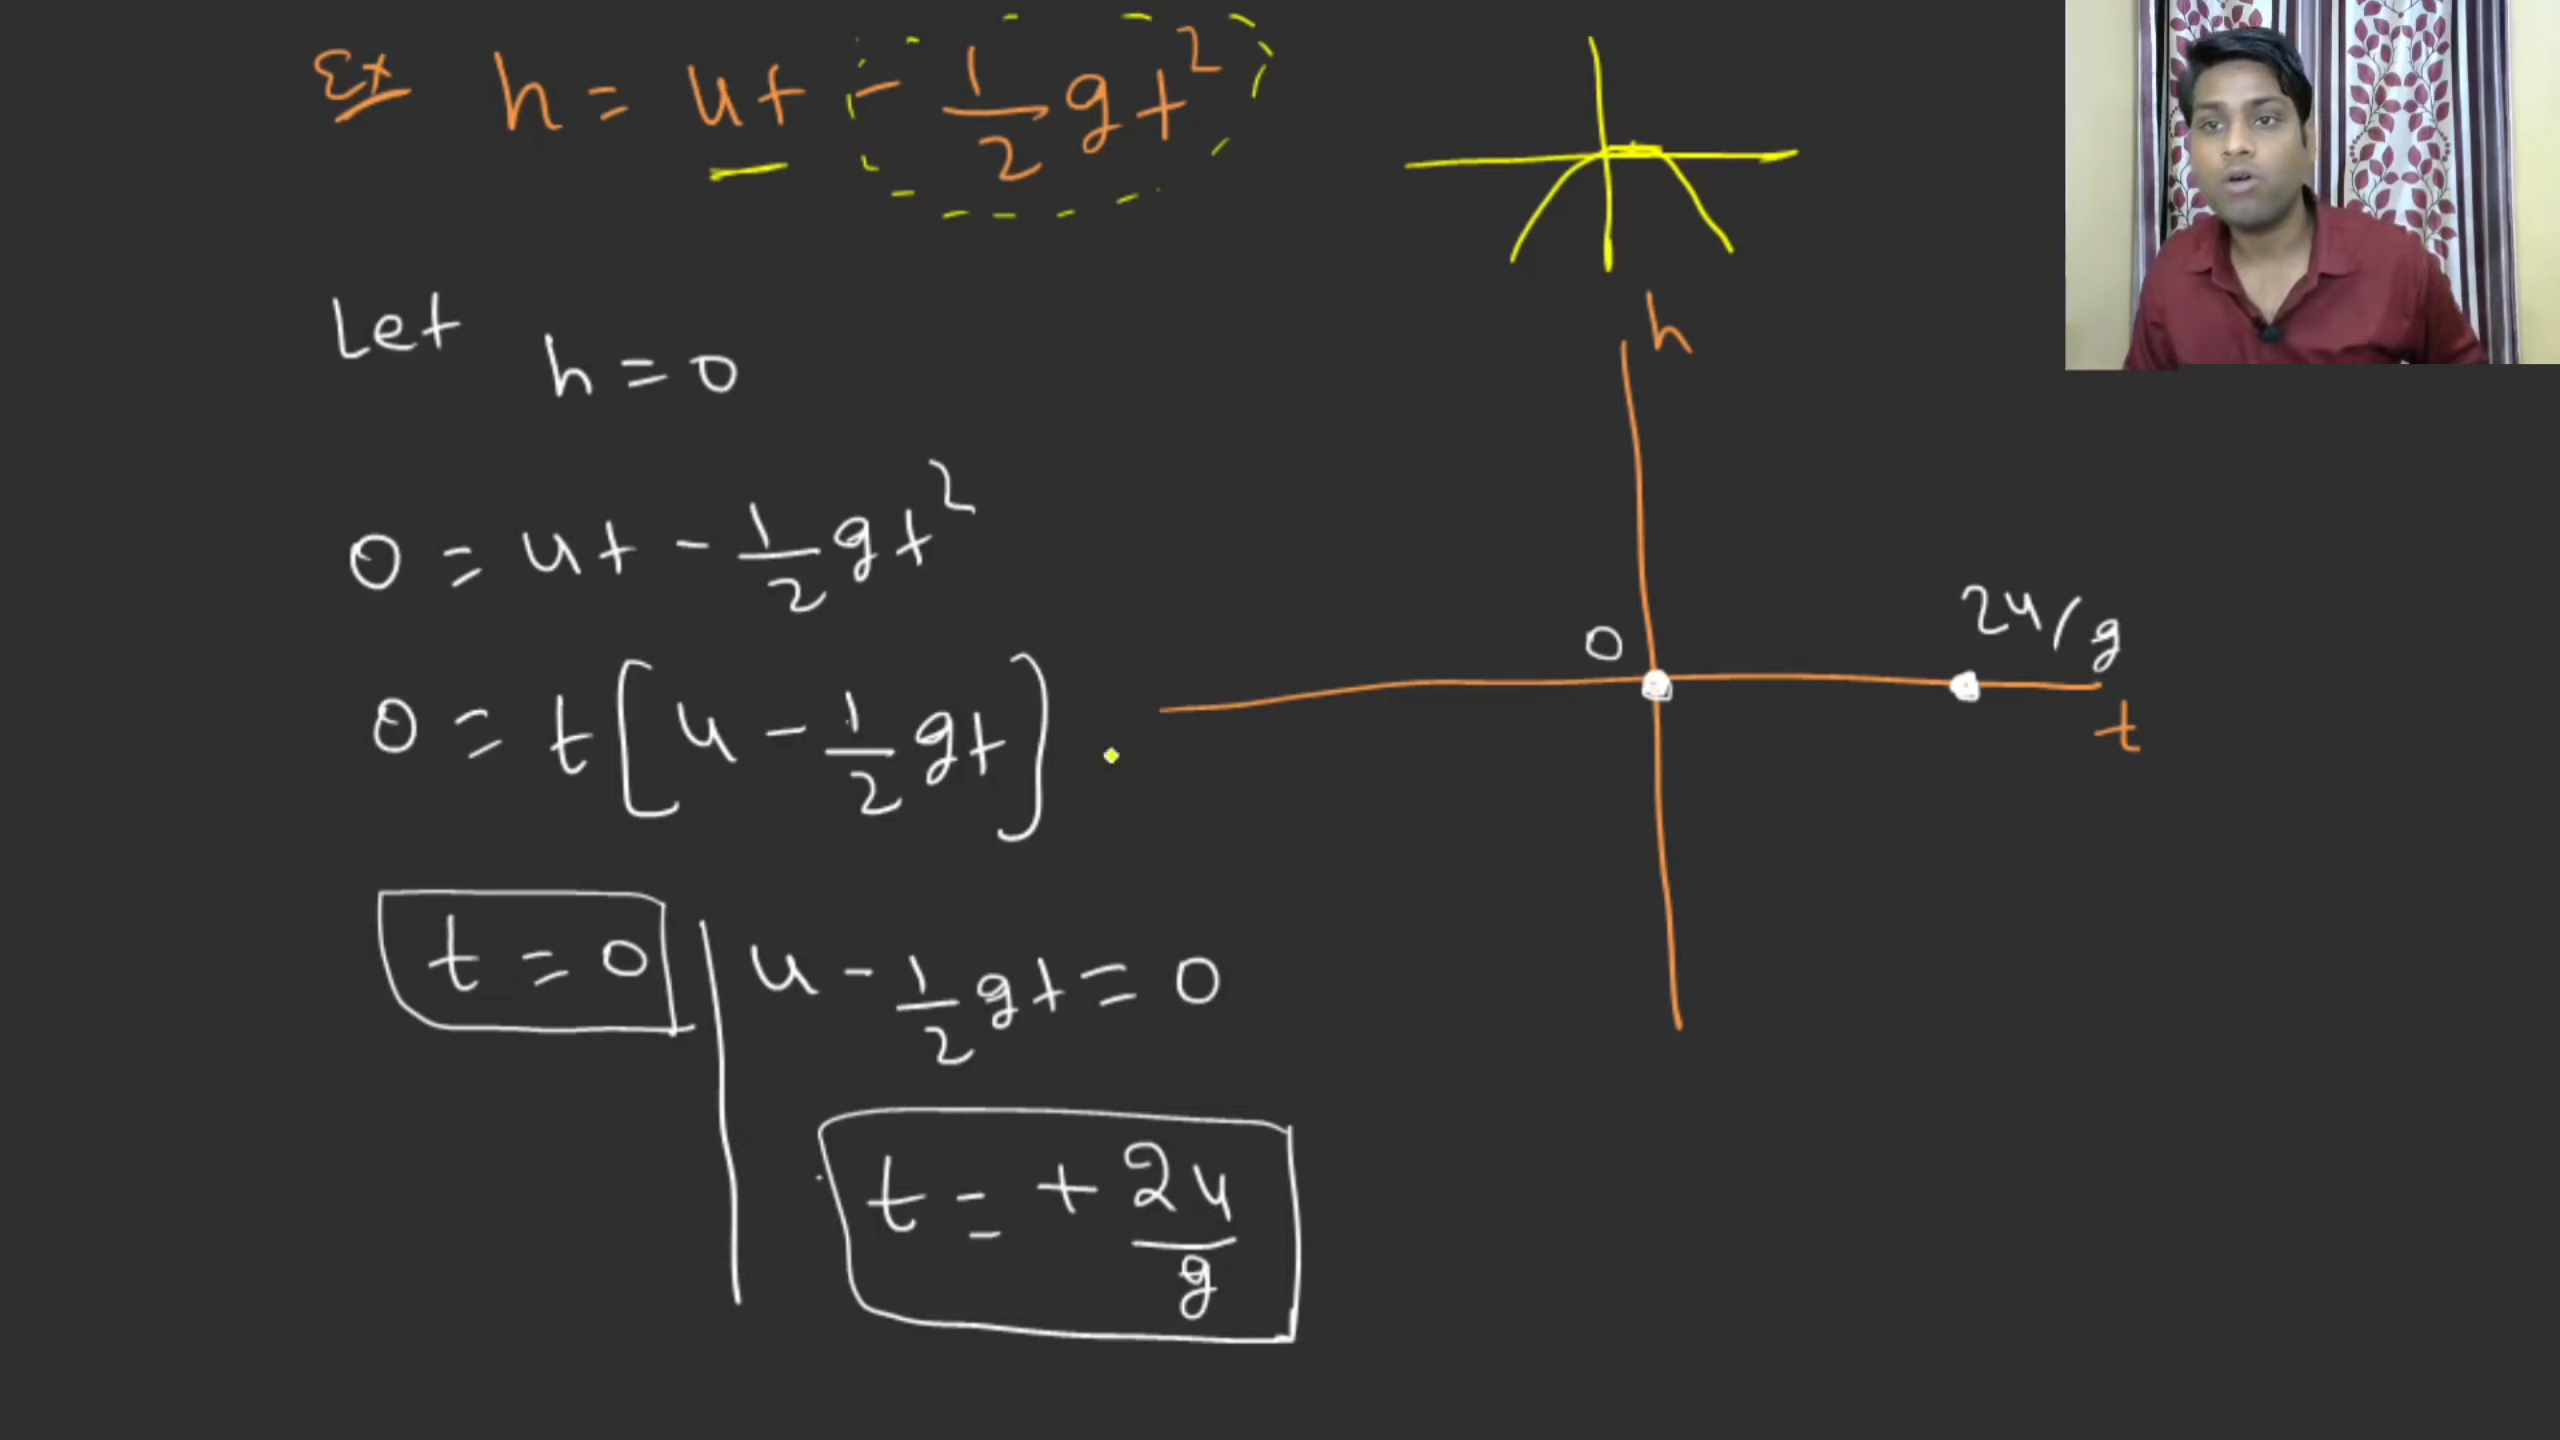 Ex h = ut - 1/2 gt²
Let h = 0
0 = ut - 1/2 gt²
0 = t[u - 1/2 gt]
t = 0 | u - 1/2 gt = 0
t = + 2u/g
h
0
2u/g
t